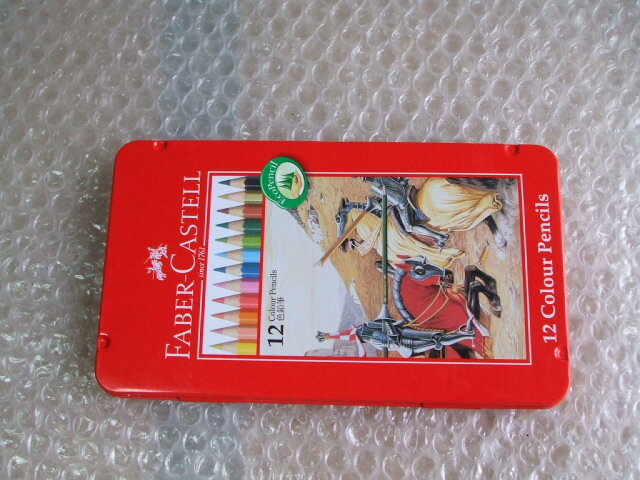 FABER-CASTELL
since 1761
EcoPencil
12 Colour Pencils
色鉛筆
12 Colour Pencils